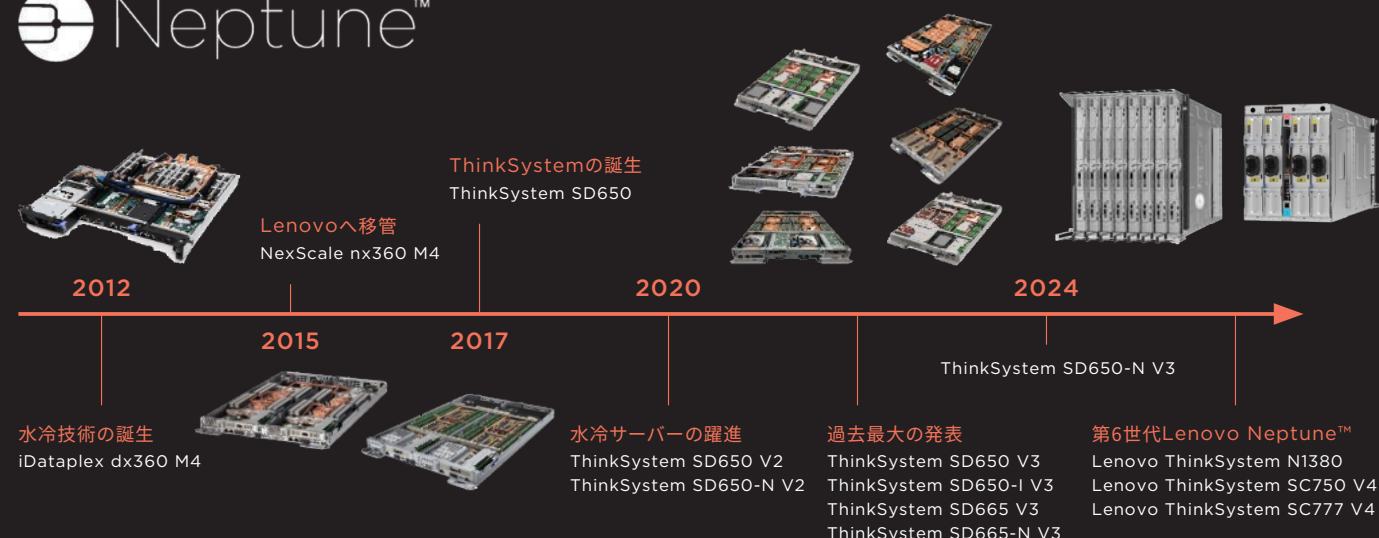 Neptune™
ThinkSystemの誕生
ThinkSystem SD650
Lenovoへ移管
NexScale nx360 M4
2012
2020
2024
2015
2017
ThinkSystem SD650-N V3
水冷技術の誕生
iDataplex dx360 M4
水冷サーバーの躍進
ThinkSystem SD650 V2
ThinkSystem SD650-N V2
過去最大の発表
ThinkSystem SD650 V3
ThinkSystem SD650-I V3
ThinkSystem SD665 V3
ThinkSystem SD665-N V3
第6世代Lenovo Neptune™
Lenovo ThinkSystem N1380
Lenovo ThinkSystem SC750 V4
Lenovo ThinkSystem SC777 V4